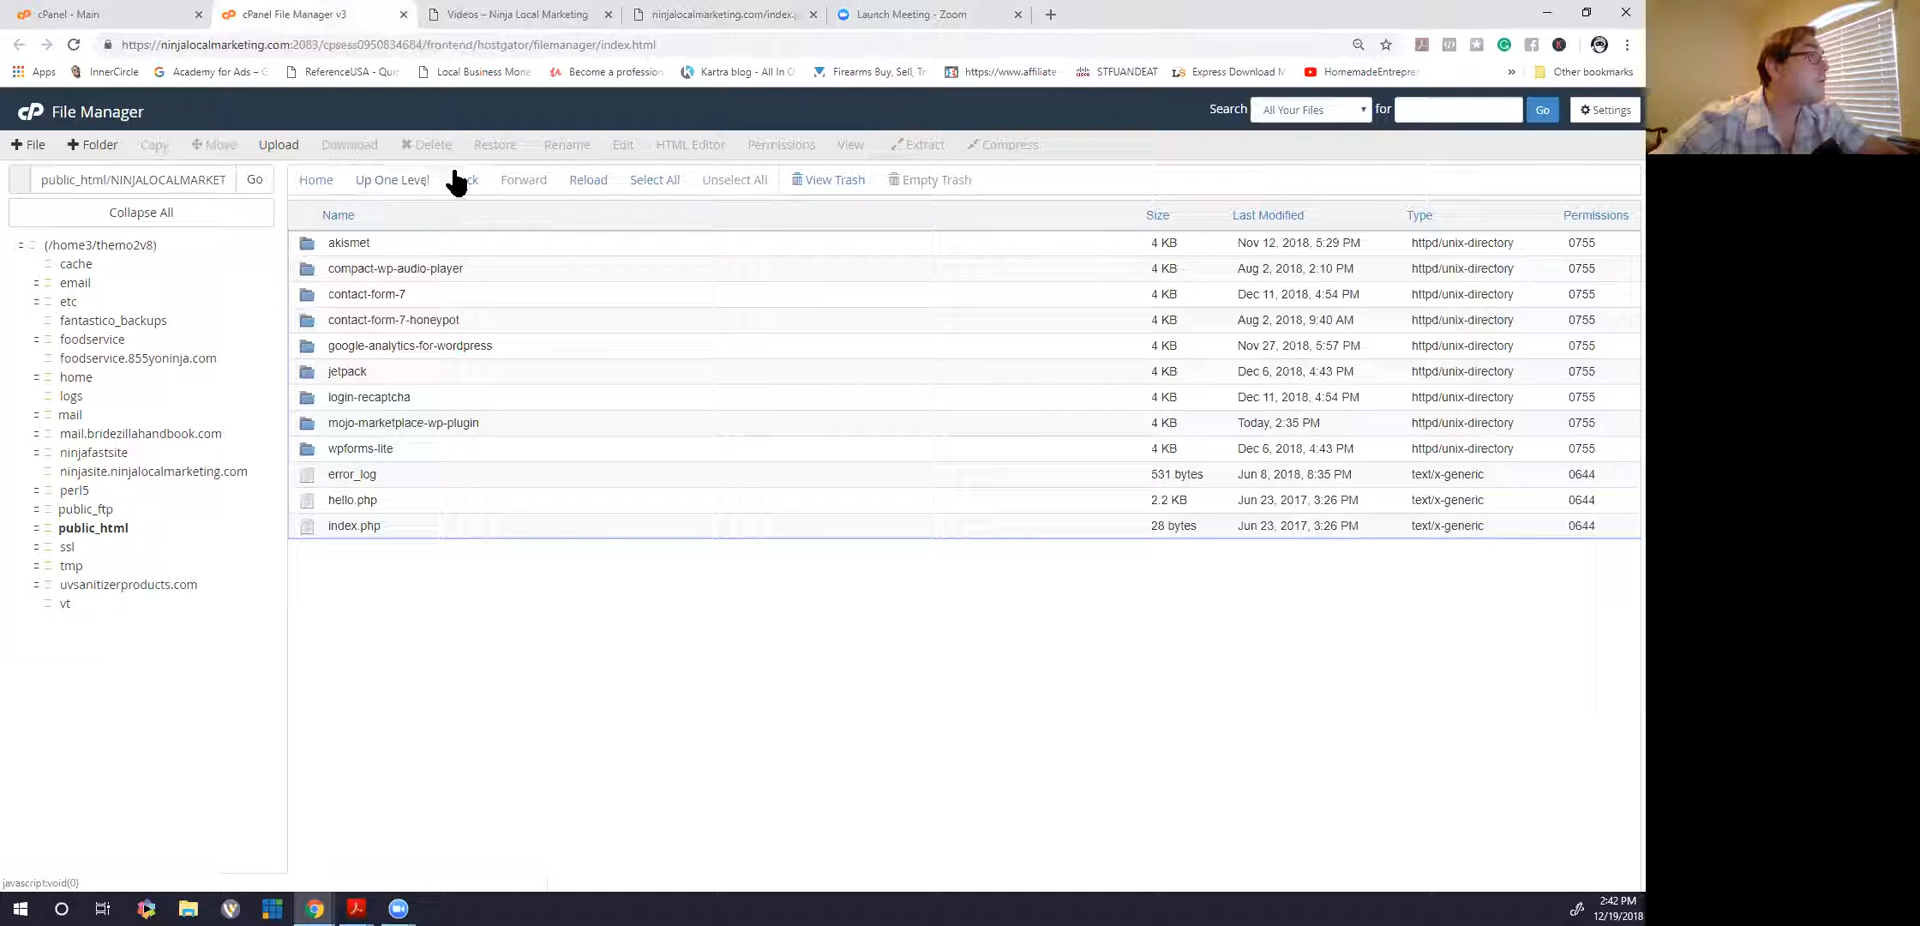 cPanel - Main
cPanel File Manager v3
Videos – Ninja Local Marketing
ninjalocalmarketing.com/index.
Launch Meeting - Zoom
https://ninjalocalmarketing.com:2083/cpsess0950834684/frontend/hostgator/filemanager/index.html
Apps
InnerCircle
Academy for Ads –
ReferenceUSA - Qui
Local Business Mone
Become a profession
Kartra blog - All In O
Firearms Buy, Sell, Tr
https://www.affiliate
STFUANDEAT
Express Download M
HomemadeEntrepre
»
Other bookmarks
cP File Manager
Search
All Your Files
for
Go
Settings
+ File
+ Folder
Copy
Move
Upload
Download
Delete
Restore
Rename
Edit
HTML Editor
Permissions
View
Extract
Compress
public_html/NINJALOCALMARKET
Go
Home
Up One Level
ck
Forward
Reload
Select All
Unselect All
View Trash
Empty Trash
Collapse All
(/home3/themo2v8)
cache
email
etc
fantastico_backups
foodservice
foodservice.855yoninja.com
home
logs
mail
mail.bridezillahandbook.com
ninjafastsite
ninjasite.ninjalocalmarketing.com
perl5
public_ftp
public_html
ssl
tmp
uvsanitizerproducts.com
vt
Name Size Last Modified Type Permissions
akismet 4 KB Nov 12, 2018, 5:29 PM httpd/unix-directory 0755
compact-wp-audio-player 4 KB Aug 2, 2018, 2:10 PM httpd/unix-directory 0755
contact-form-7 4 KB Dec 11, 2018, 4:54 PM httpd/unix-directory 0755
contact-form-7-honeypot 4 KB Aug 2, 2018, 9:40 AM httpd/unix-directory 0755
google-analytics-for-wordpress 4 KB Nov 27, 2018, 5:57 PM httpd/unix-directory 0755
jetpack 4 KB Dec 6, 2018, 4:43 PM httpd/unix-directory 0755
login-recaptcha 4 KB Dec 11, 2018, 4:54 PM httpd/unix-directory 0755
mojo-marketplace-wp-plugin 4 KB Today, 2:35 PM httpd/unix-directory 0755
wpforms-lite 4 KB Dec 6, 2018, 4:43 PM httpd/unix-directory 0755
error_log 531 bytes Jun 8, 2018, 8:35 PM text/x-generic 0644
hello.php 2.2 KB Jun 23, 2017, 3:26 PM text/x-generic 0644
index.php 28 bytes Jun 23, 2017, 3:26 PM text/x-generic 0644
javascript:void(0)
2:42 PM
12/19/2018